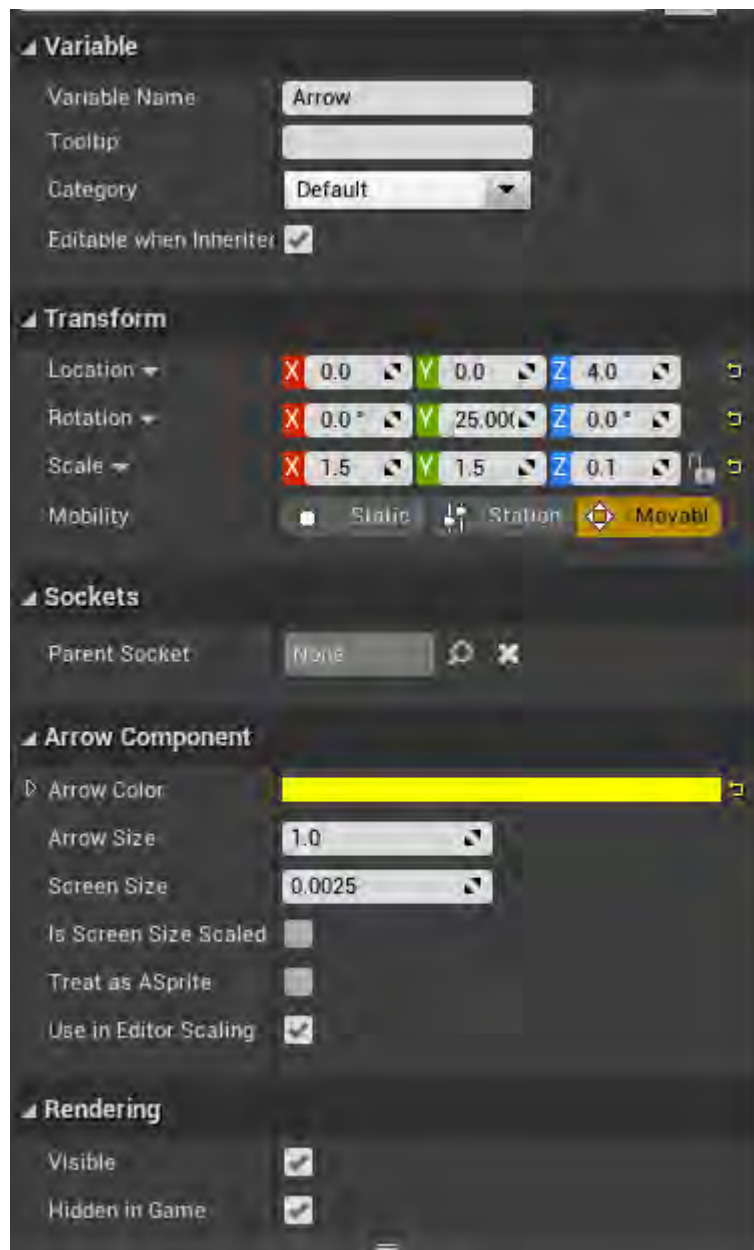 Variable
Variable Name Arrow
Tooltip
Category Default
Editable when Inheriter
Transform
Location X 0.0 Y 0.0 Z 4.0
Rotation X 0.0 ° Y 25.000 Z 0.0 °
Scale X 1.5 Y 1.5 Z 0.1
Mobility Static Station Movabl
Sockets
Parent Socket None
Arrow Component
Arrow Color
Arrow Size 1.0
Screen Size 0.0025
Is Screen Size Scaled
Treat as ASprite
Use in Editor Scaling
Rendering
Visible
Hidden in Game